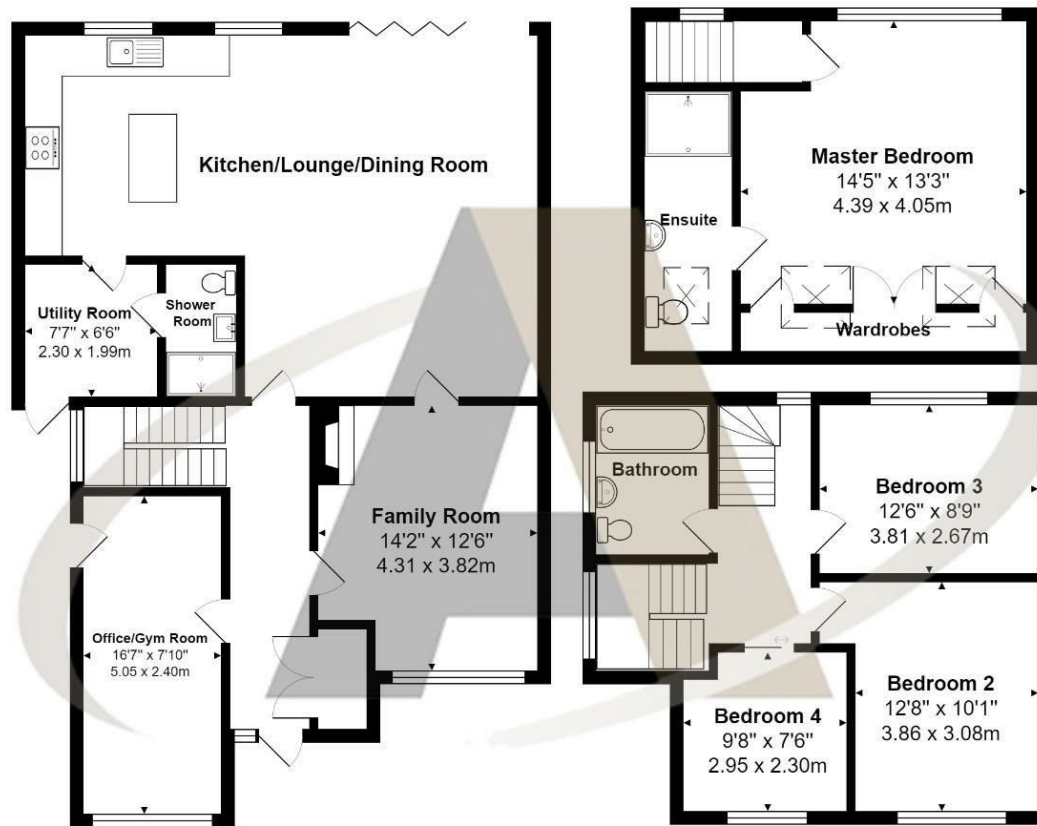 Kitchen/Lounge/Dining Room
Utility Room
7'7" x 6'6"
2.30 x 1.99m
Shower
Room
Family Room
14'2" x 12'6"
4.31 x 3.82m
Office/Gym Room
16'7" x 7'10"
5.05 x 2.40m
Master Bedroom
14'5" x 13'3"
4.39 x 4.05m
Ensuite
Wardrobes
Bathroom
Bedroom 3
12'6" x 8'9"
3.81 x 2.67m
Bedroom 2
12'8" x 10'1"
3.86 x 3.08m
Bedroom 4
9'8" x 7'6"
2.95 x 2.30m